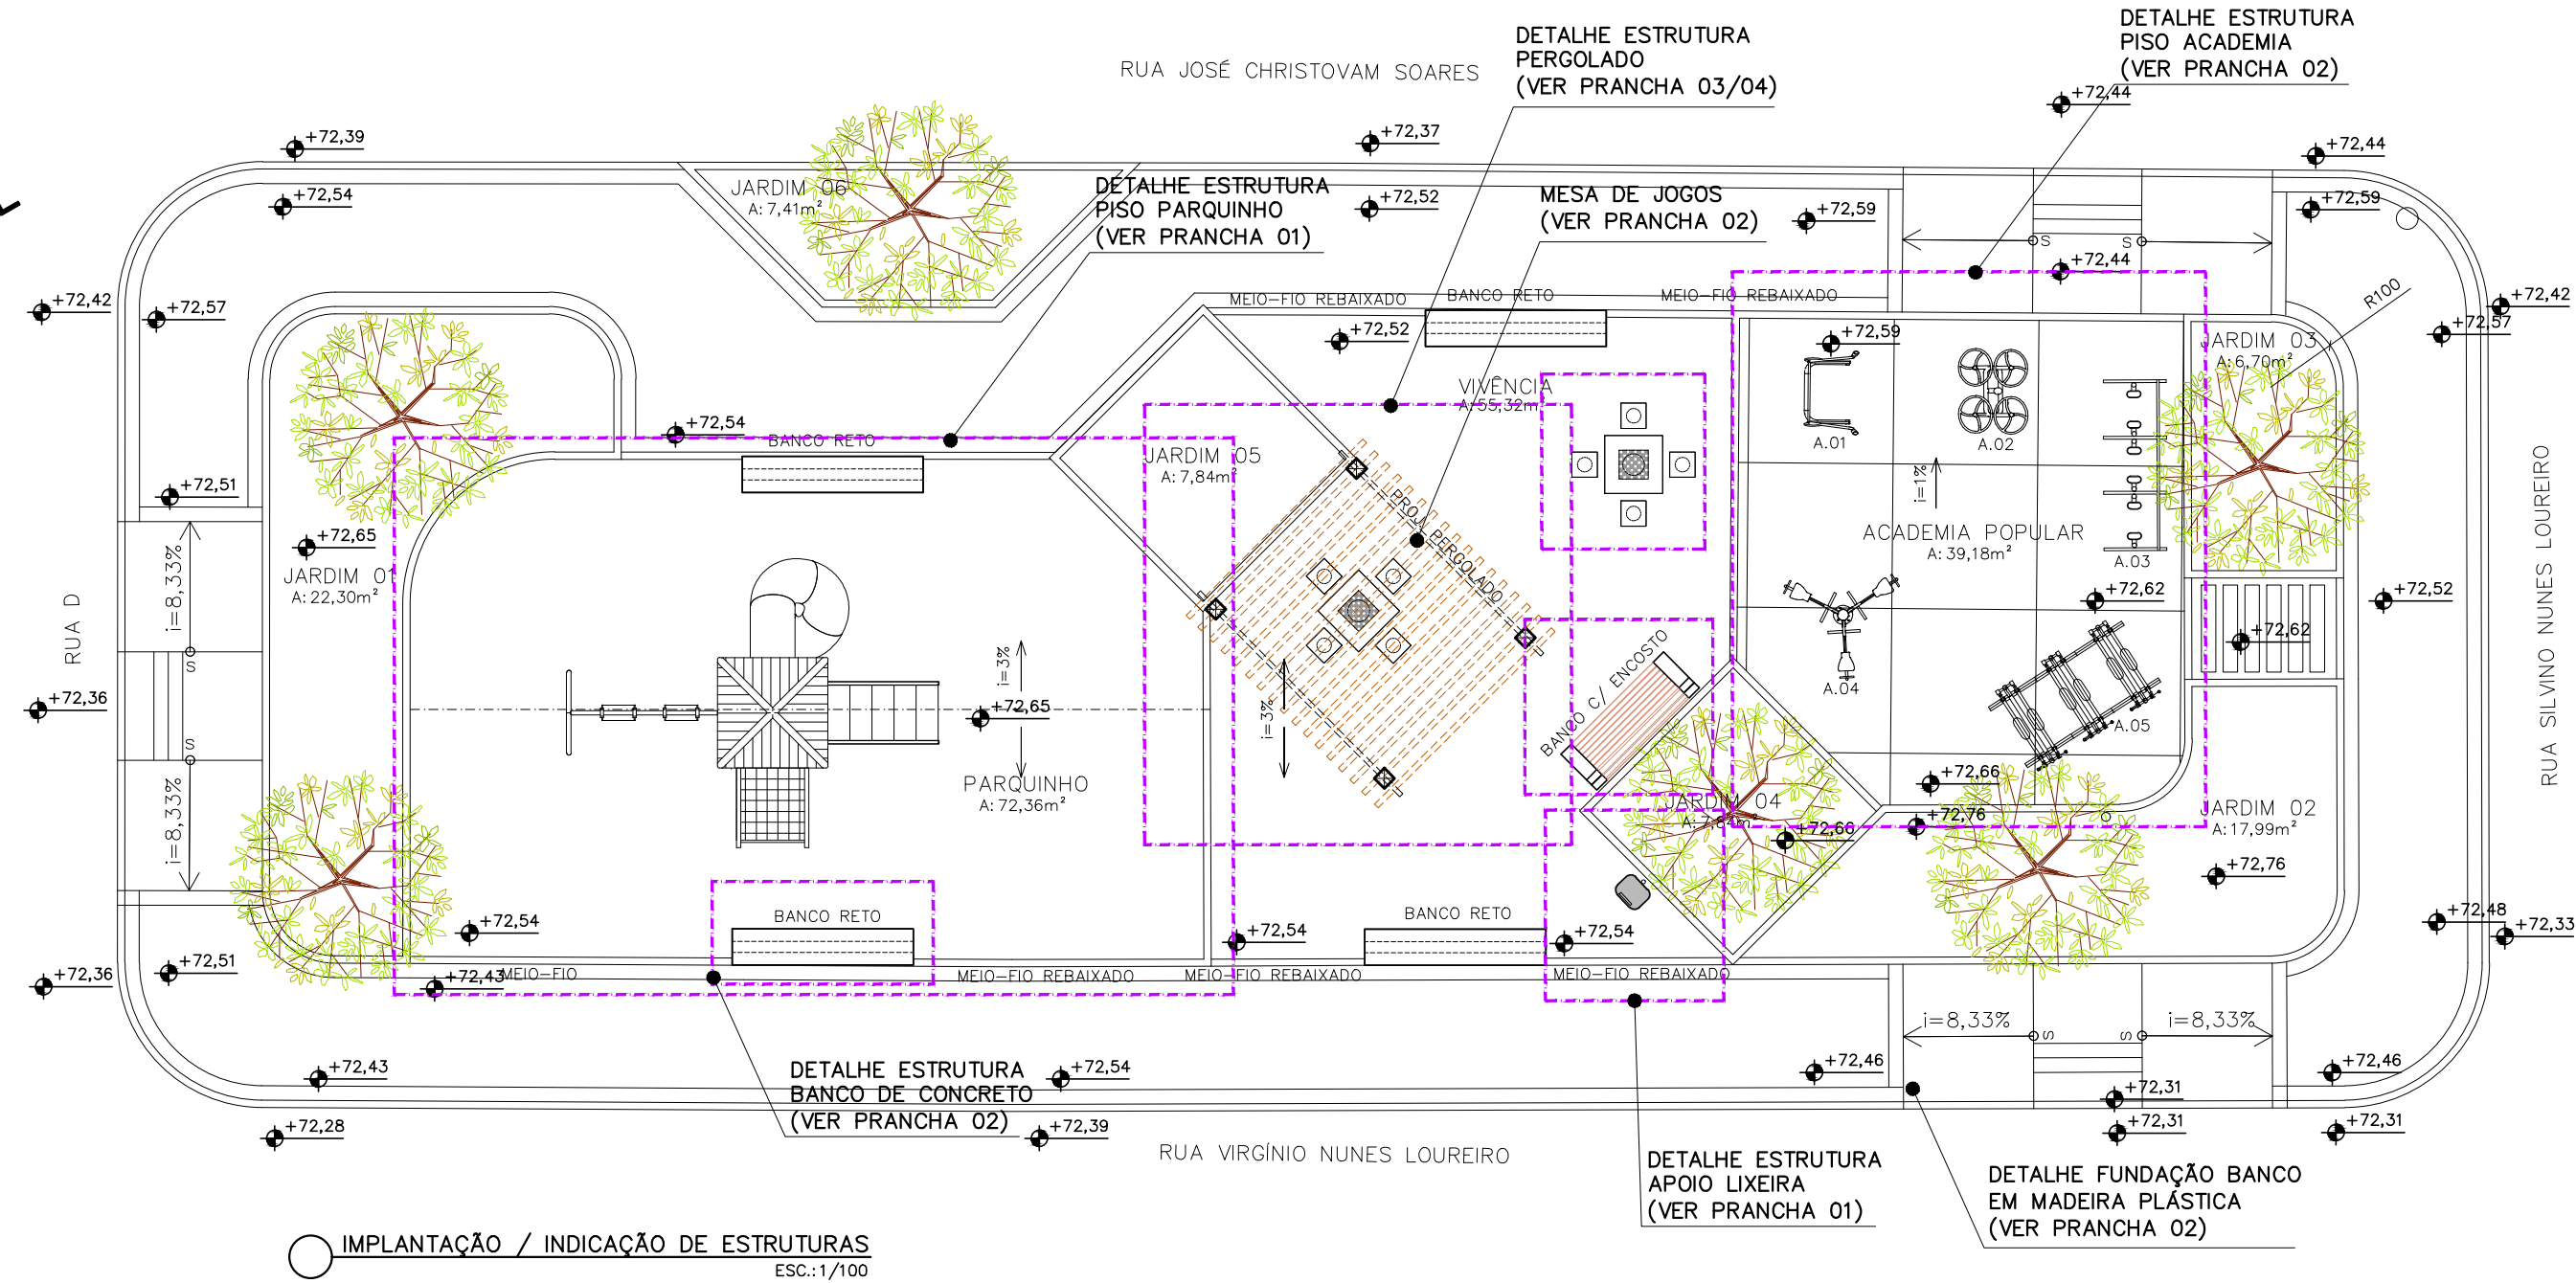 DETALHE ESTRUTURA
PISO ACADEMIA
(VER PRANCHA 02)
DETALHE ESTRUTURA
PERGOLADO
(VER PRANCHA 03/04)
RUA JOSÉ CHRISTOVAM SOARES
+72,44
+72,39
+72,37
+72,44
JARDIM 06
A: 7,41m²
DETALHE ESTRUTURA
PISO PARQUINHO
(VER PRANCHA 01)
MESA DE JOGOS
(VER PRANCHA 02)
+72,54
+72,52
+72,59
+72,59
S
S
+72,44
+72,42
+72,57
MEIO-FIO REBAIXADO
BANCO RETO
MEIO-FIO REBAIXADO
R100
+72,42
+72,57
+72,52
+72,59
JARDIM 03
A: 6,70m²
VIVÊNCIA
A: 55,32m²
+72,54
BANCO RETO
A.01
A.02
A.03
JARDIM 05
A: 7,84m²
i=1%
+72,51
PROJ. PERGOLADO
ACADEMIA POPULAR
A: 39,18m²
+72,65
JARDIM 01
A: 22,30m²
i=8,33%
RUA D
+72,62
+72,52
+72,62
RUA SILVINO NUNES LOUREIRO
S
i=3%
i=3%
BANCO C/ ENCOSTO
A.04
A.05
+72,36
+72,65
S
i=8,33%
PARQUINHO
A: 72,36m²
+72,66
JARDIM 04
A: 7,84m²
+72,66
+72,76
JARDIM 02
A: 17,99m²
+72,76
BANCO RETO
BANCO RETO
+72,54
+72,54
+72,54
+72,48
+72,33
+72,36
+72,51
+72,43
MEIO-FIO
MEIO-FIO REBAIXADO
MEIO-FIO REBAIXADO
MEIO-FIO REBAIXADO
i=8,33%
i=8,33%
S
S
+72,43
+72,54
+72,46
+72,46
DETALHE ESTRUTURA
BANCO DE CONCRETO
(VER PRANCHA 02)
+72,31
+72,28
+72,39
+72,31
+72,31
RUA VIRGÍNIO NUNES LOUREIRO
DETALHE ESTRUTURA
APOIO LIXEIRA
(VER PRANCHA 01)
DETALHE FUNDAÇÃO BANCO
EM MADEIRA PLÁSTICA
(VER PRANCHA 02)
IMPLANTAÇÃO / INDICAÇÃO DE ESTRUTURAS
ESC.: 1/100